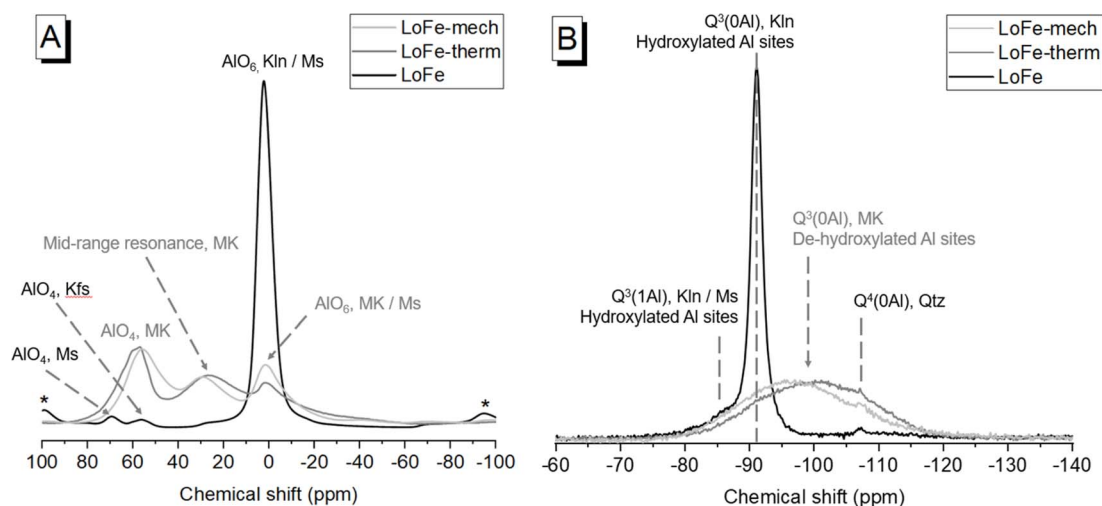 A
LoFe-mech
LoFe-therm
LoFe
AlO₆, Kln / Ms
Mid-range resonance, MK
AlO₄, Kfs
AlO₄, MK
AlO₆, MK / Ms
AlO₄, Ms
*
*
100 80 60 40 20 0 -20 -40 -60 -80 -100
Chemical shift (ppm)
B
Q³(0Al), Kln
Hydroxylated Al sites
LoFe-mech
LoFe-therm
LoFe
Q³(0Al), MK
De-hydroxylated Al sites
Q³(1Al), Kln / Ms
Hydroxylated Al sites
Q⁴(0Al), Qtz
-60 -70 -80 -90 -100 -110 -120 -130 -140
Chemical shift (ppm)